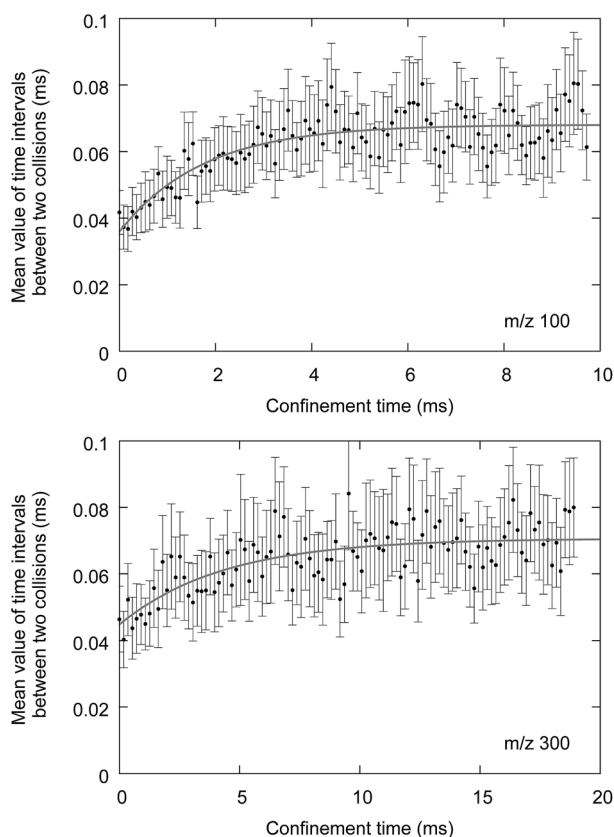 0.1
0.08
0.06
0.04
0.02
0
Mean value of time intervals
between two collisions (ms)
m/z 100
0 2 4 6 8 10
Confinement time (ms)
0.1
0.08
0.06
0.04
0.02
0
Mean value of time intervals
between two collisions (ms)
m/z 300
0 5 10 15 20
Confinement time (ms)